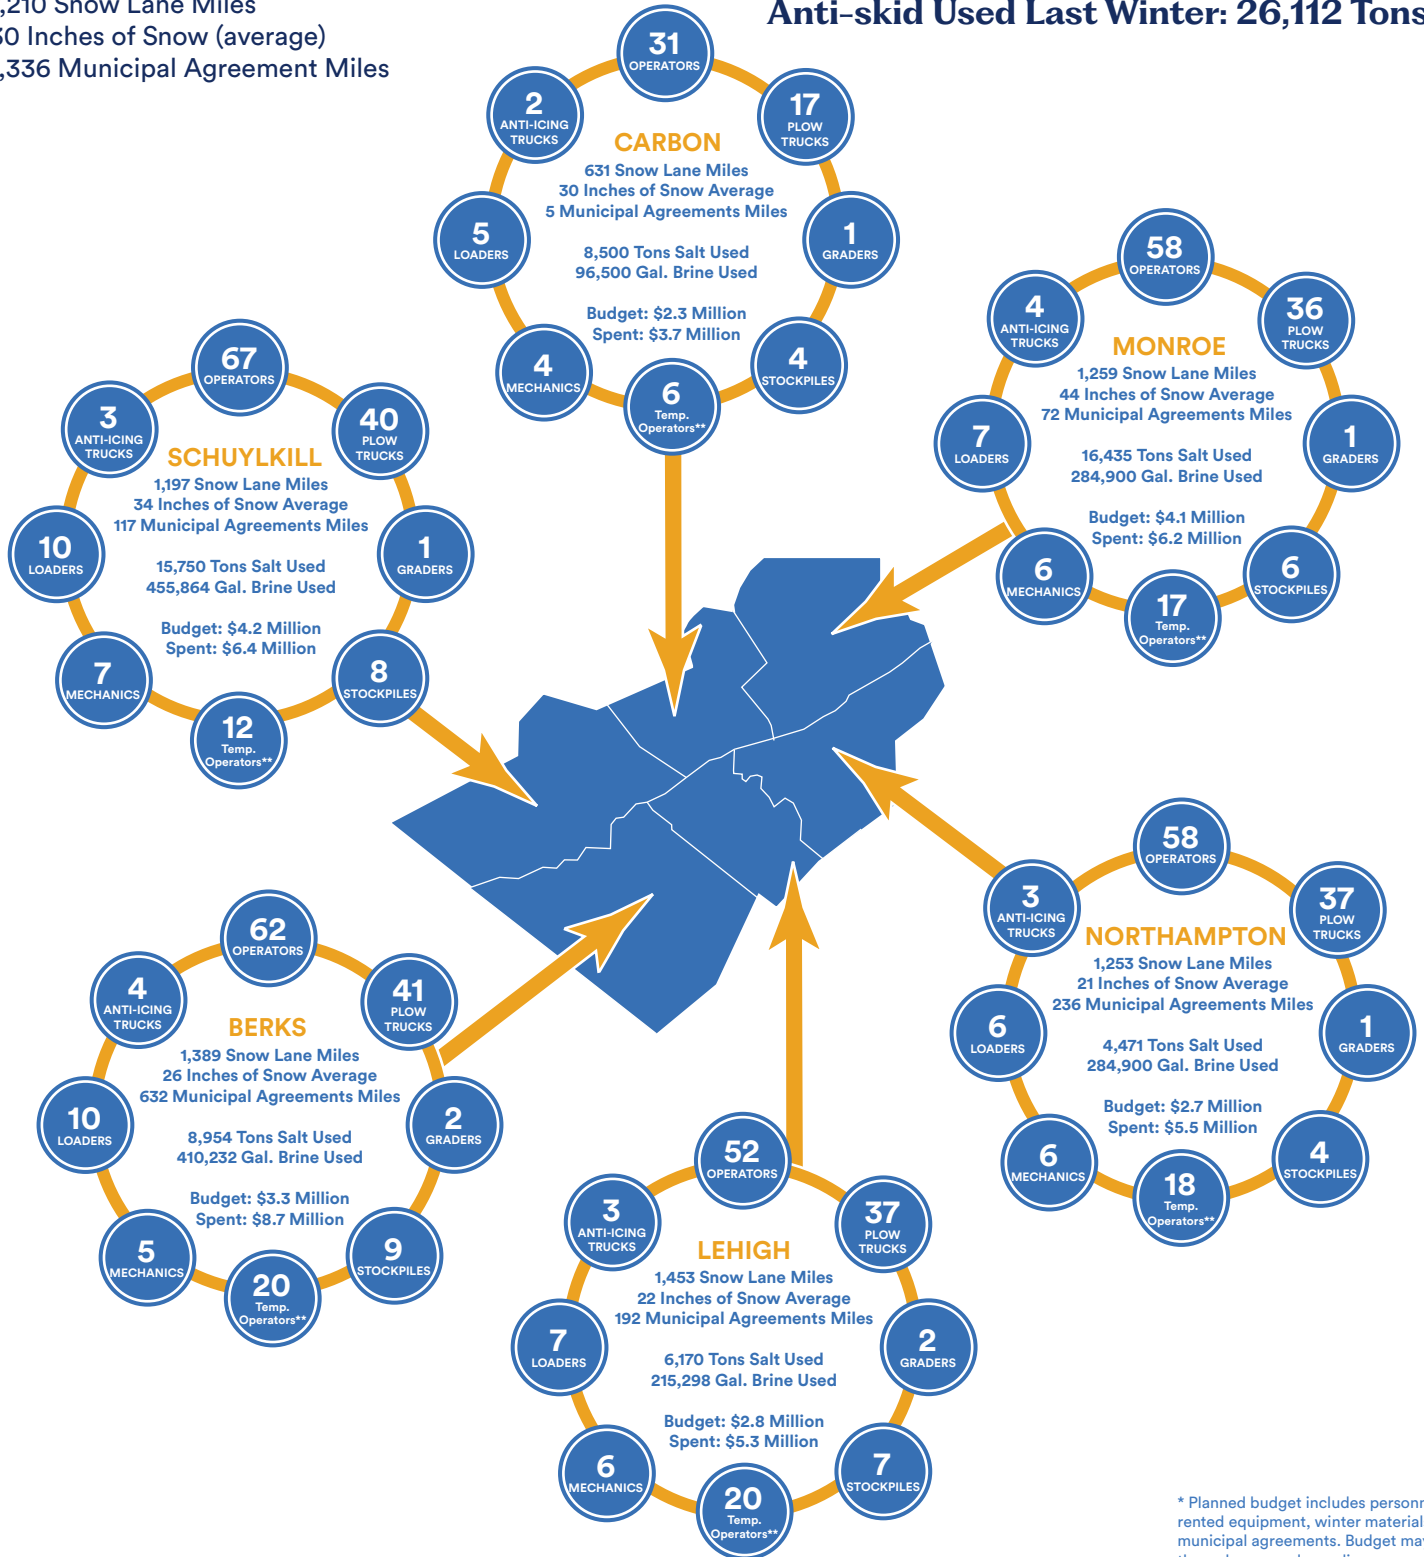 ,210 Snow Lane Miles
30 Inches of Snow (average)
,336 Municipal Agreement Miles
Anti-skid Used Last Winter: 26,112 Tons
31
OPERATORS
2
ANTI-ICING
TRUCKS
17
PLOW
TRUCKS
CARBON
631 Snow Lane Miles
30 Inches of Snow Average
5 Municipal Agreements Miles
8,500 Tons Salt Used
96,500 Gal. Brine Used
Budget: $2.3 Million
Spent: $3.7 Million
5
LOADERS
1
GRADERS
4
MECHANICS
4
STOCKPILES
6
Temp.
Operators**
58
OPERATORS
4
ANTI-ICING
TRUCKS
36
PLOW
TRUCKS
MONROE
1,259 Snow Lane Miles
44 Inches of Snow Average
72 Municipal Agreements Miles
16,435 Tons Salt Used
284,900 Gal. Brine Used
Budget: $4.1 Million
Spent: $6.2 Million
7
LOADERS
1
GRADERS
6
MECHANICS
6
STOCKPILES
17
Temp.
Operators**
67
OPERATORS
3
ANTI-ICING
TRUCKS
40
PLOW
TRUCKS
SCHUYLKILL
1,197 Snow Lane Miles
34 Inches of Snow Average
117 Municipal Agreements Miles
15,750 Tons Salt Used
455,864 Gal. Brine Used
Budget: $4.2 Million
Spent: $6.4 Million
10
LOADERS
1
GRADERS
7
MECHANICS
8
STOCKPILES
12
Temp.
Operators**
58
OPERATORS
3
ANTI-ICING
TRUCKS
37
PLOW
TRUCKS
NORTHAMPTON
1,253 Snow Lane Miles
21 Inches of Snow Average
236 Municipal Agreements Miles
4,471 Tons Salt Used
284,900 Gal. Brine Used
Budget: $2.7 Million
Spent: $5.5 Million
6
LOADERS
1
GRADERS
6
MECHANICS
4
STOCKPILES
18
Temp.
Operators**
62
OPERATORS
4
ANTI-ICING
TRUCKS
41
PLOW
TRUCKS
BERKS
1,389 Snow Lane Miles
26 Inches of Snow Average
632 Municipal Agreements Miles
8,954 Tons Salt Used
410,232 Gal. Brine Used
Budget: $3.3 Million
Spent: $8.7 Million
10
LOADERS
2
GRADERS
5
MECHANICS
9
STOCKPILES
20
Temp.
Operators**
52
OPERATORS
3
ANTI-ICING
TRUCKS
37
PLOW
TRUCKS
LEHIGH
1,453 Snow Lane Miles
22 Inches of Snow Average
192 Municipal Agreements Miles
6,170 Tons Salt Used
215,298 Gal. Brine Used
Budget: $2.8 Million
Spent: $5.3 Million
7
LOADERS
2
GRADERS
6
MECHANICS
7
STOCKPILES
20
Temp.
Operators**
* Planned budget includes personn
rented equipment, winter material
municipal agreements. Budget may